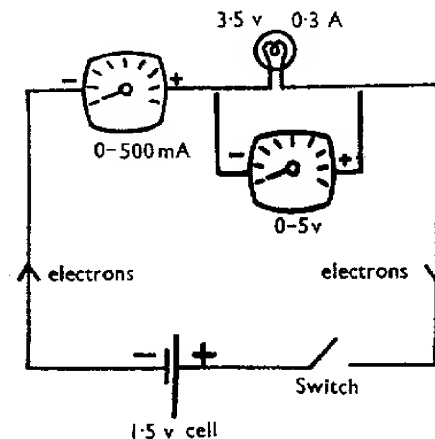 3·5 v 0·3 A
− +
0–500 mA
− +
0–5 v
electrons electrons
− +
Switch
1·5 v cell